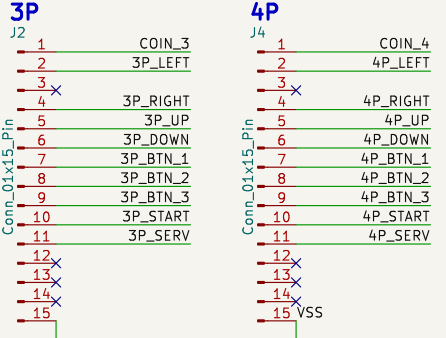 3P
J2
1 COIN_3
2 3P_LEFT
3
4 3P_RIGHT
5 3P_UP
6 3P_DOWN
7 3P_BTN_1
8 3P_BTN_2
9 3P_BTN_3
10 3P_START
11 3P_SERV
12
13
14
15
Conn_01x15_Pin
4P
J4
1 COIN_4
2 4P_LEFT
3
4 4P_RIGHT
5 4P_UP
6 4P_DOWN
7 4P_BTN_1
8 4P_BTN_2
9 4P_BTN_3
10 4P_START
11 4P_SERV
12
13
14
15 VSS
Conn_01x15_Pin